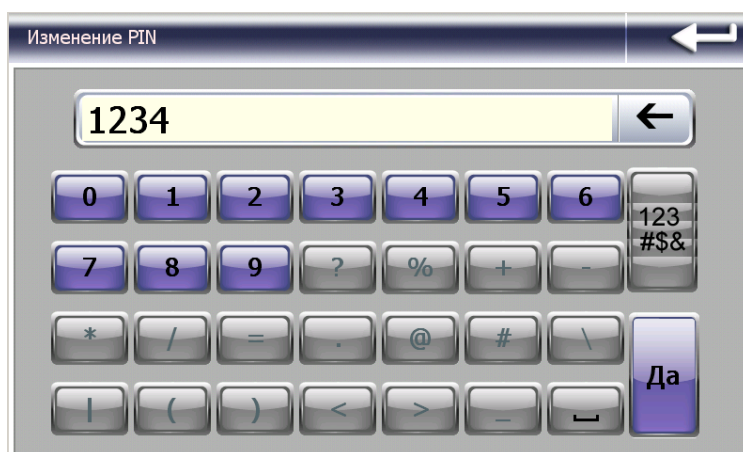 Изменение PIN
1234
0 1 2 3 4 5 6
123
#$&
7 8 9 ? % + -
* / = . @ # \
Да
| ( ) < > _